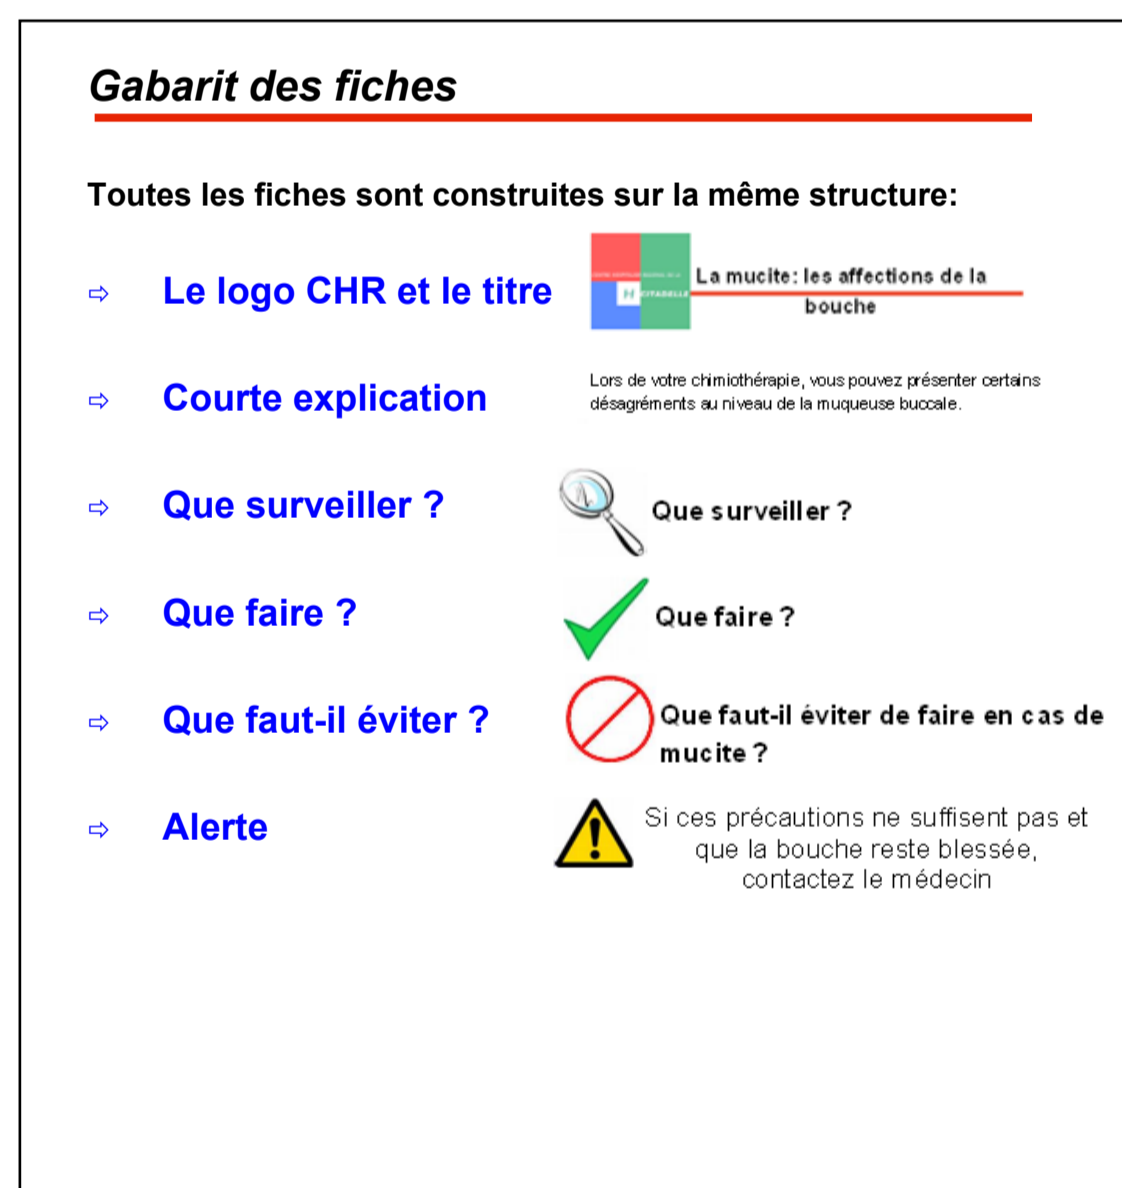 Gabarit des fiches
Toutes les fiches sont construites sur la même structure:
⇨ Le logo CHR et le titre
H CITADELLE
La mucite: les affections de la
bouche
⇨ Courte explication
Lors de votre chimiothérapie, vous pouvez présenter certains
désagréments au niveau de la muqueuse buccale.
⇨ Que surveiller ?
Que surveiller ?
⇨ Que faire ?
Que faire ?
⇨ Que faut-il éviter ?
Que faut-il éviter de faire en cas de
mucite ?
⇨ Alerte
Si ces précautions ne suffisent pas et
que la bouche reste blessée,
contactez le médecin